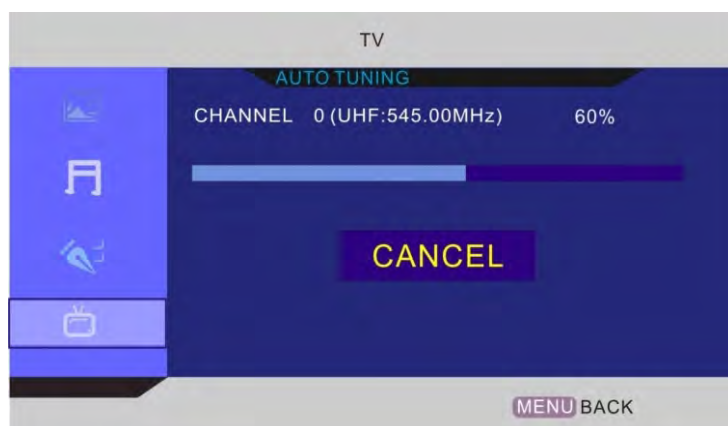 TV
AUTO TUNING
CHANNEL 0 (UHF:545.00MHz) 60%
CANCEL
MENU BACK